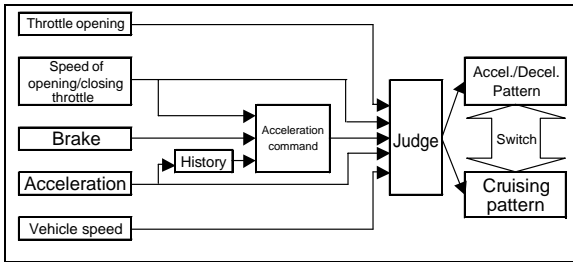 Throttle opening
Speed of
opening/closing
throttle
Brake
History
Acceleration
Vehicle speed
Acceleration
command
Judge
Accel./Decel.
Pattern
Switch
Cruising
pattern